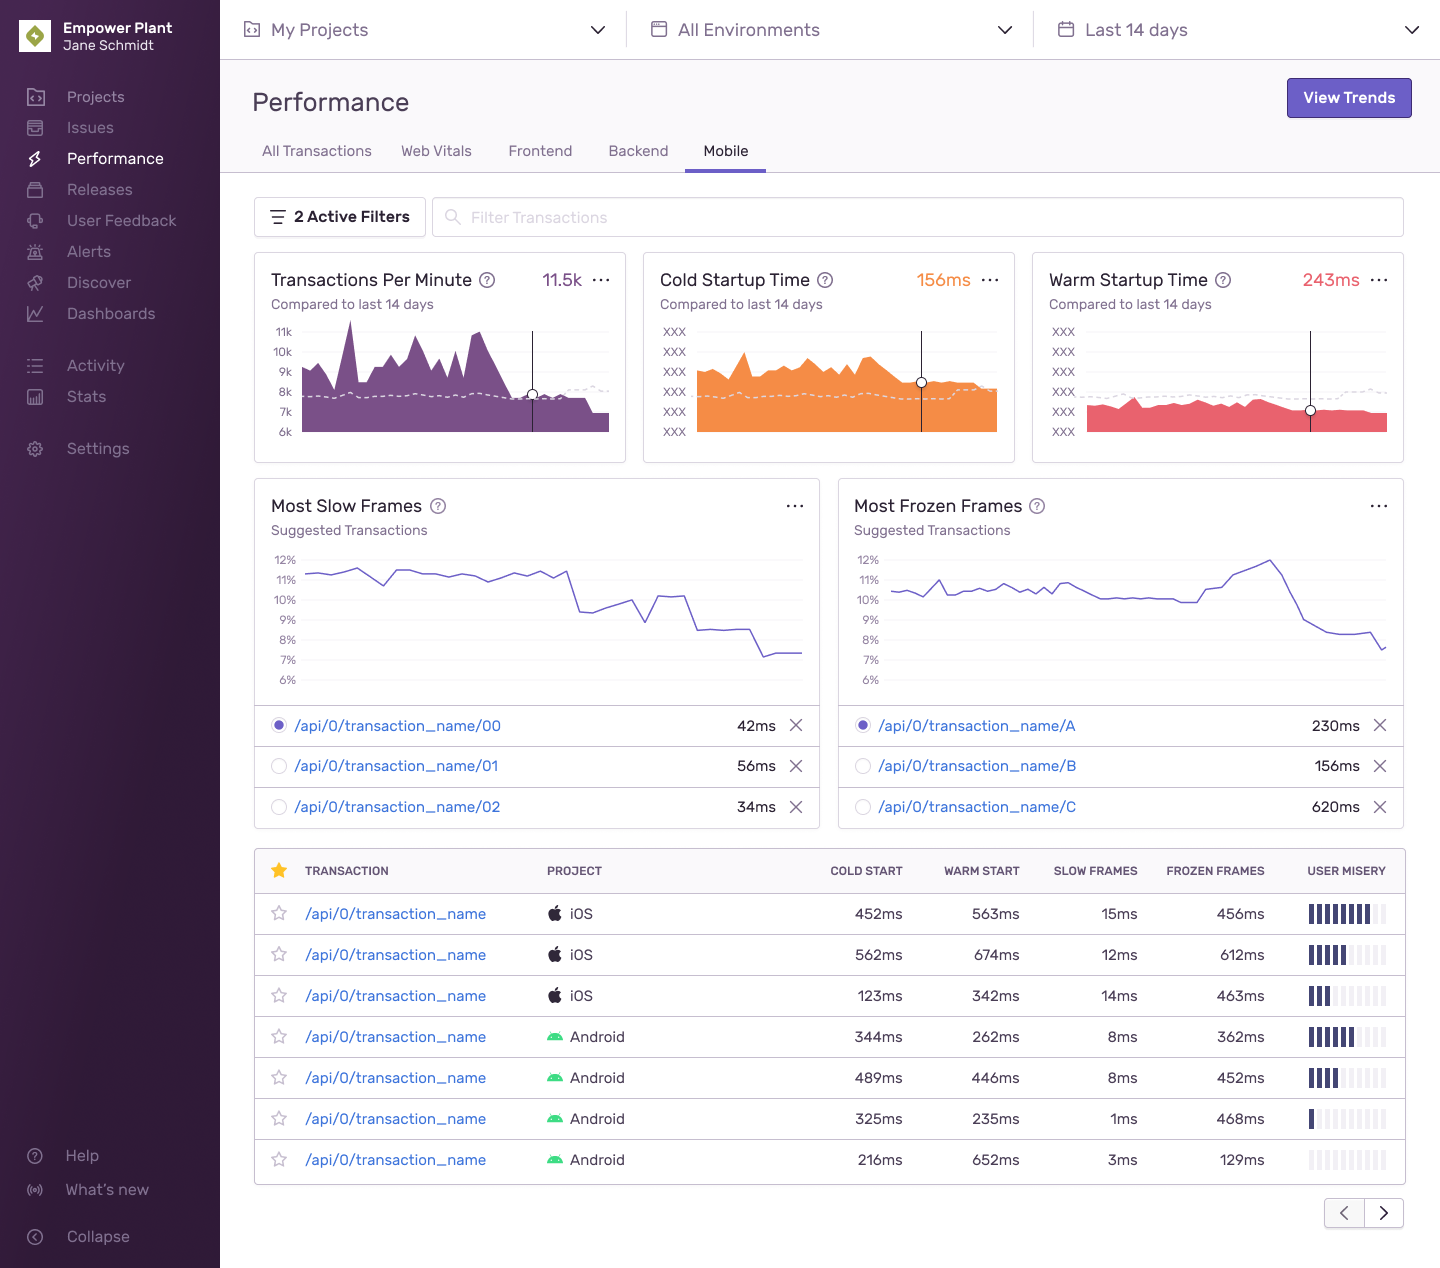 Empower Plant
Jane Schmidt
Projects
Issues
Performance
Releases
User Feedback
Alerts
Discover
Dashboards
Activity
Stats
Settings
Help
What's new
Collapse
My Projects
All Environments
Last 14 days
Performance
View Trends
All Transactions Web Vitals Frontend Backend Mobile
2 Active Filters
Filter Transactions
Transactions Per Minute ? 11.5k
Compared to last 14 days
11k
10k
9k
8k
7k
6k
Cold Startup Time ? 156ms
Compared to last 14 days
XXX
XXX
XXX
XXX
XXX
XXX
Warm Startup Time ? 243ms
Compared to last 14 days
XXX
XXX
XXX
XXX
XXX
XXX
Most Slow Frames ?
Suggested Transactions
12%
11%
10%
9%
8%
7%
6%
/api/0/transaction_name/00 42ms
/api/0/transaction_name/01 56ms
/api/0/transaction_name/02 34ms
Most Frozen Frames ?
Suggested Transactions
12%
11%
10%
9%
8%
7%
6%
/api/0/transaction_name/A 230ms
/api/0/transaction_name/B 156ms
/api/0/transaction_name/C 620ms
TRANSACTION PROJECT COLD START WARM START SLOW FRAMES FROZEN FRAMES USER MISERY
/api/0/transaction_name iOS 452ms 563ms 15ms 456ms
/api/0/transaction_name iOS 562ms 674ms 12ms 612ms
/api/0/transaction_name iOS 123ms 342ms 14ms 463ms
/api/0/transaction_name Android 344ms 262ms 8ms 362ms
/api/0/transaction_name Android 489ms 446ms 8ms 452ms
/api/0/transaction_name Android 325ms 235ms 1ms 468ms
/api/0/transaction_name Android 216ms 652ms 3ms 129ms